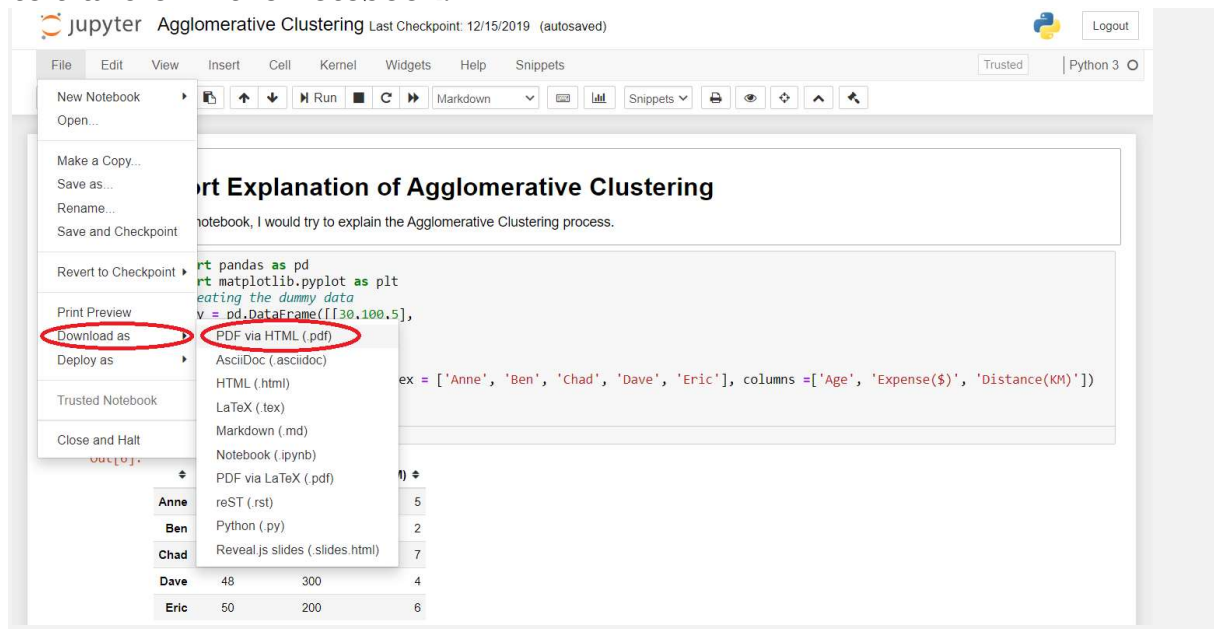 jupyter Agglomerative Clustering Last Checkpoint: 12/15/2019 (autosaved)
Logout
File Edit View Insert Cell Kernel Widgets Help Snippets
Trusted Python 3
New Notebook
Run Markdown Snippets
Open...
Make a Copy...
Save as...
Rename...
Save and Checkpoint
Revert to Checkpoint
Print Preview
Download as
Deploy as
Trusted Notebook
Close and Halt
PDF via HTML (.pdf)
AsciiDoc (.asciidoc)
HTML (.html)
LaTeX (.tex)
Markdown (.md)
Notebook (.ipynb)
PDF via LaTeX (.pdf)
reST (.rst)
Python (.py)
Reveal.js slides (.slides.html)
rt Explanation of Agglomerative Clustering
notebook, I would try to explain the Agglomerative Clustering process.
rt pandas as pd
rt matplotlib.pyplot as plt
eating the dummy data
= pd.DataFrame([[30,100,5],
ex = ['Anne', 'Ben', 'Chad', 'Dave', 'Eric'], columns =['Age', 'Expense($)', 'Distance(KM)'])
Out[6]:
M)
Anne 5
Ben 2
Chad 7
Dave 48 300 4
Eric 50 200 6